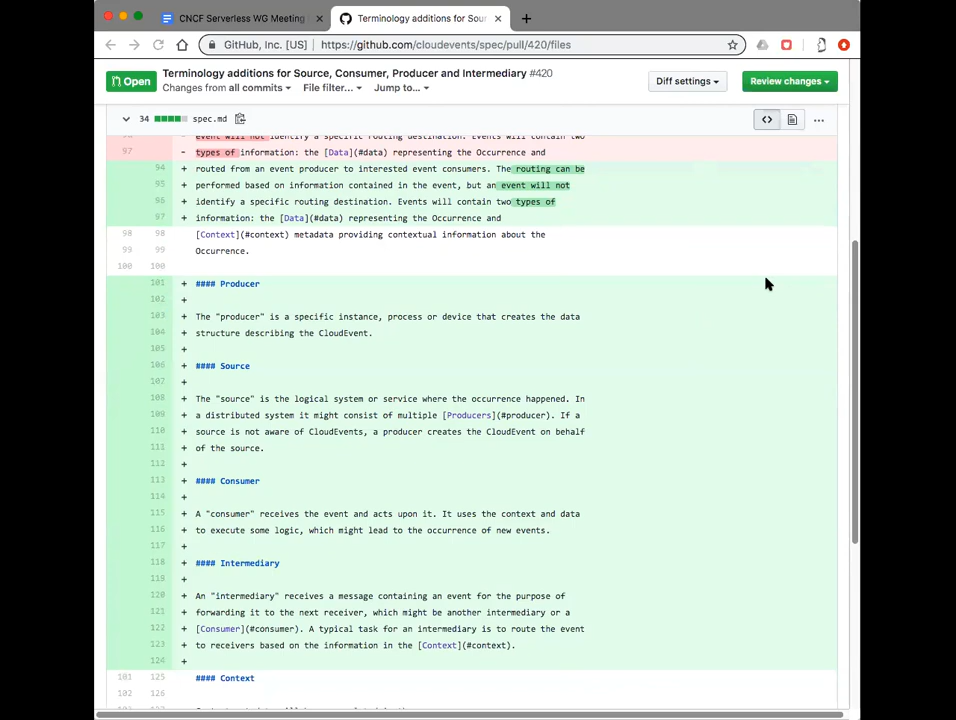 CNCF Serverless WG Meeting
Terminology additions for Sour
GitHub, Inc. [US] https://github.com/cloudevents/spec/pull/420/files
Open
Terminology additions for Source, Consumer, Producer and Intermediary #420
Changes from all commits File filter... Jump to...
Diff settings
Review changes
34 spec.md
- event will not identify a specific routing destination. Events will contain two
97 - types of information: the [Data](#data) representing the Occurrence and
94 + routed from an event producer to interested event consumers. The routing can be
95 + performed based on information contained in the event, but an event will not
96 + identify a specific routing destination. Events will contain two types of
97 + information: the [Data](#data) representing the Occurrence and
98 98 [Context](#context) metadata providing contextual information about the
99 99 Occurrence.
100 100
101 + #### Producer
102 +
103 + The "producer" is a specific instance, process or device that creates the data
104 + structure describing the CloudEvent.
105 +
106 + #### Source
107 +
108 + The "source" is the logical system or service where the occurrence happened. In
109 + a distributed system it might consist of multiple [Producers](#producer). If a
110 + source is not aware of CloudEvents, a producer creates the CloudEvent on behalf
111 + of the source.
112 +
113 + #### Consumer
114 +
115 + A "consumer" receives the event and acts upon it. It uses the context and data
116 + to execute some logic, which might lead to the occurrence of new events.
117 +
118 + #### Intermediary
119 +
120 + An "intermediary" receives a message containing an event for the purpose of
121 + forwarding it to the next receiver, which might be another intermediary or a
122 + [Consumer](#consumer). A typical task for an intermediary is to route the event
123 + to receivers based on the information in the [Context](#context).
124 +
101 125 #### Context
102 126